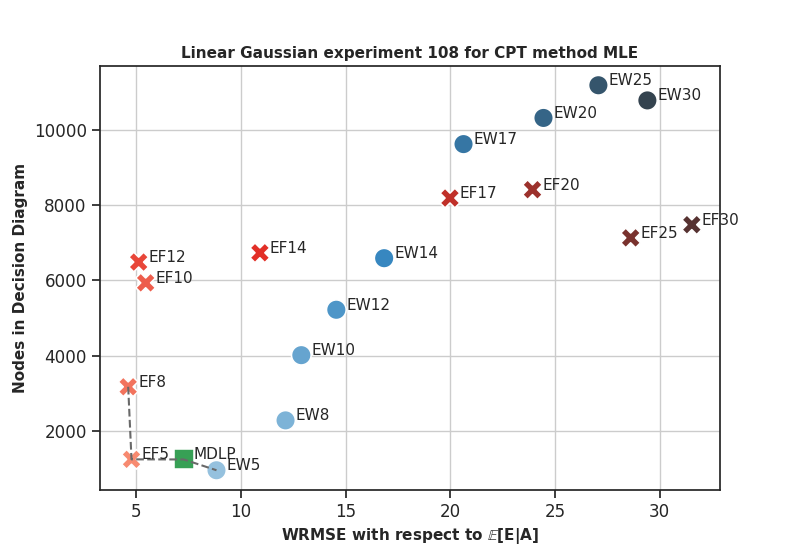 Linear Gaussian experiment 108 for CPT method MLE
Nodes in Decision Diagram
10000
8000
6000
4000
2000
EW25
EW30
EW20
EW17
EF20
EF17
EF30
EF25
EF14
EW14
EF12
EF10
EW12
EW10
EF8
EW8
EF5
MDLP
EW5
5
10
15
20
25
30
WRMSE with respect to 𝔼[E|A]